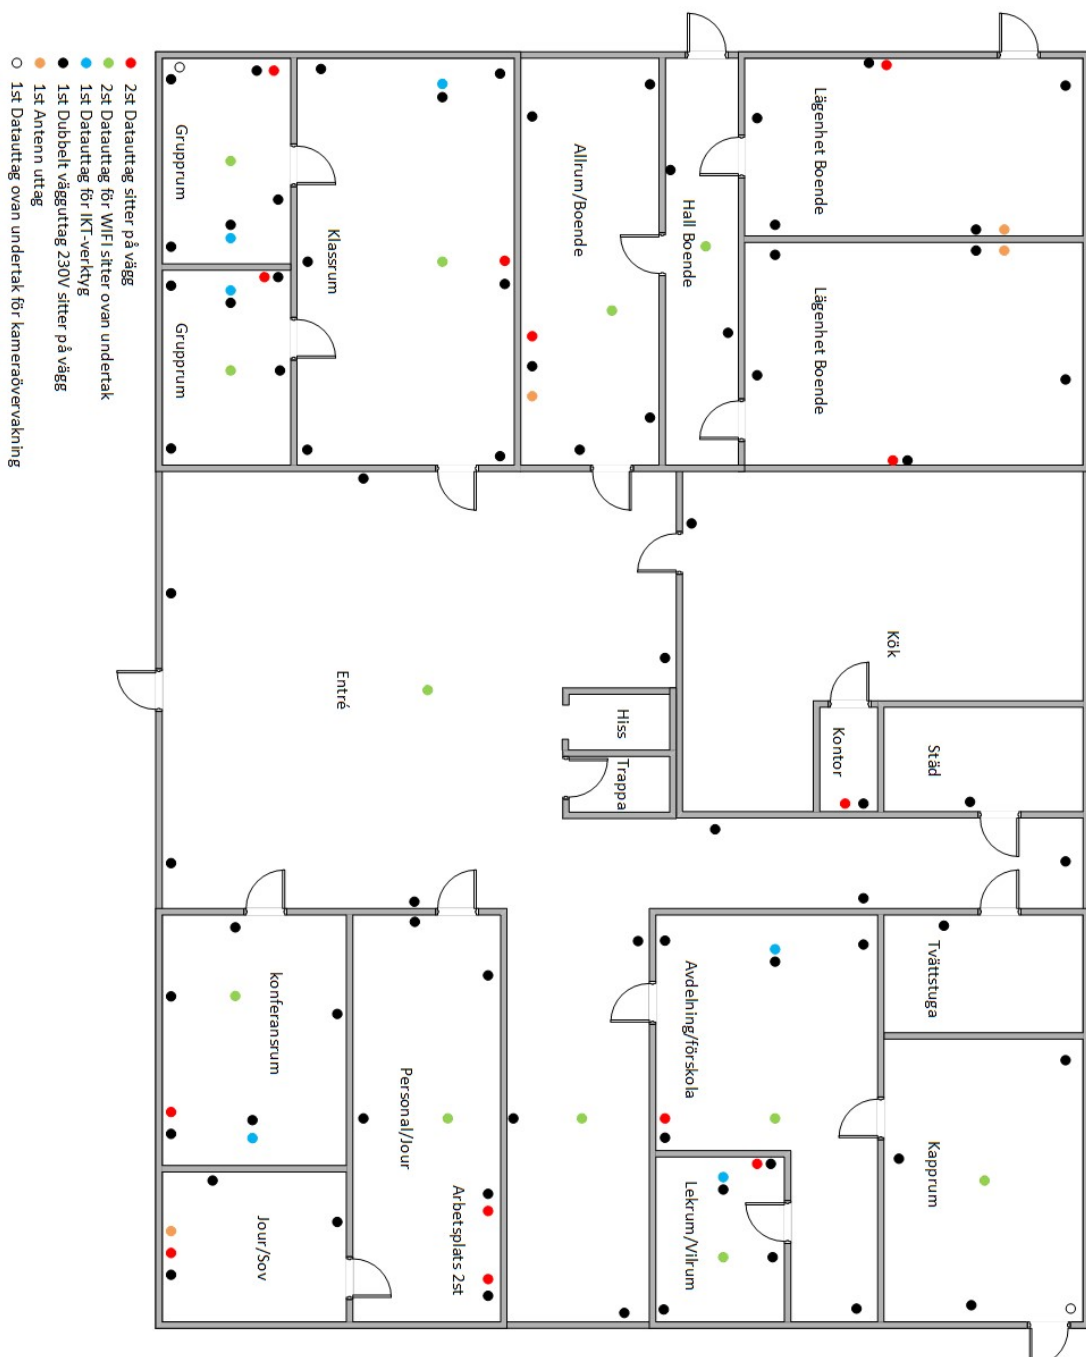 Lägenhet Boende
Lägenhet Boende
Hall Boende
Allrum/Boende
Klassrum
Grupprum
Grupprum
Kök
Kontor
Städ
Hiss
Trappa
Entré
Tvättstuga
Kapprum
Avdelning/förskola
Lekrum/Vilrum
Personal/Jour
Arbetsplats 2st
konferansrum
Jour/Sov
2st Datauttag sitter på vägg
2st Datauttag för WIFI sitter ovan undertak
1st Datauttag för IKT-verktyg
1st Dubbelt vägguttag 230V sitter på vägg
1st Antenn uttag
1st Datauttag ovan undertak för kameraövervakning